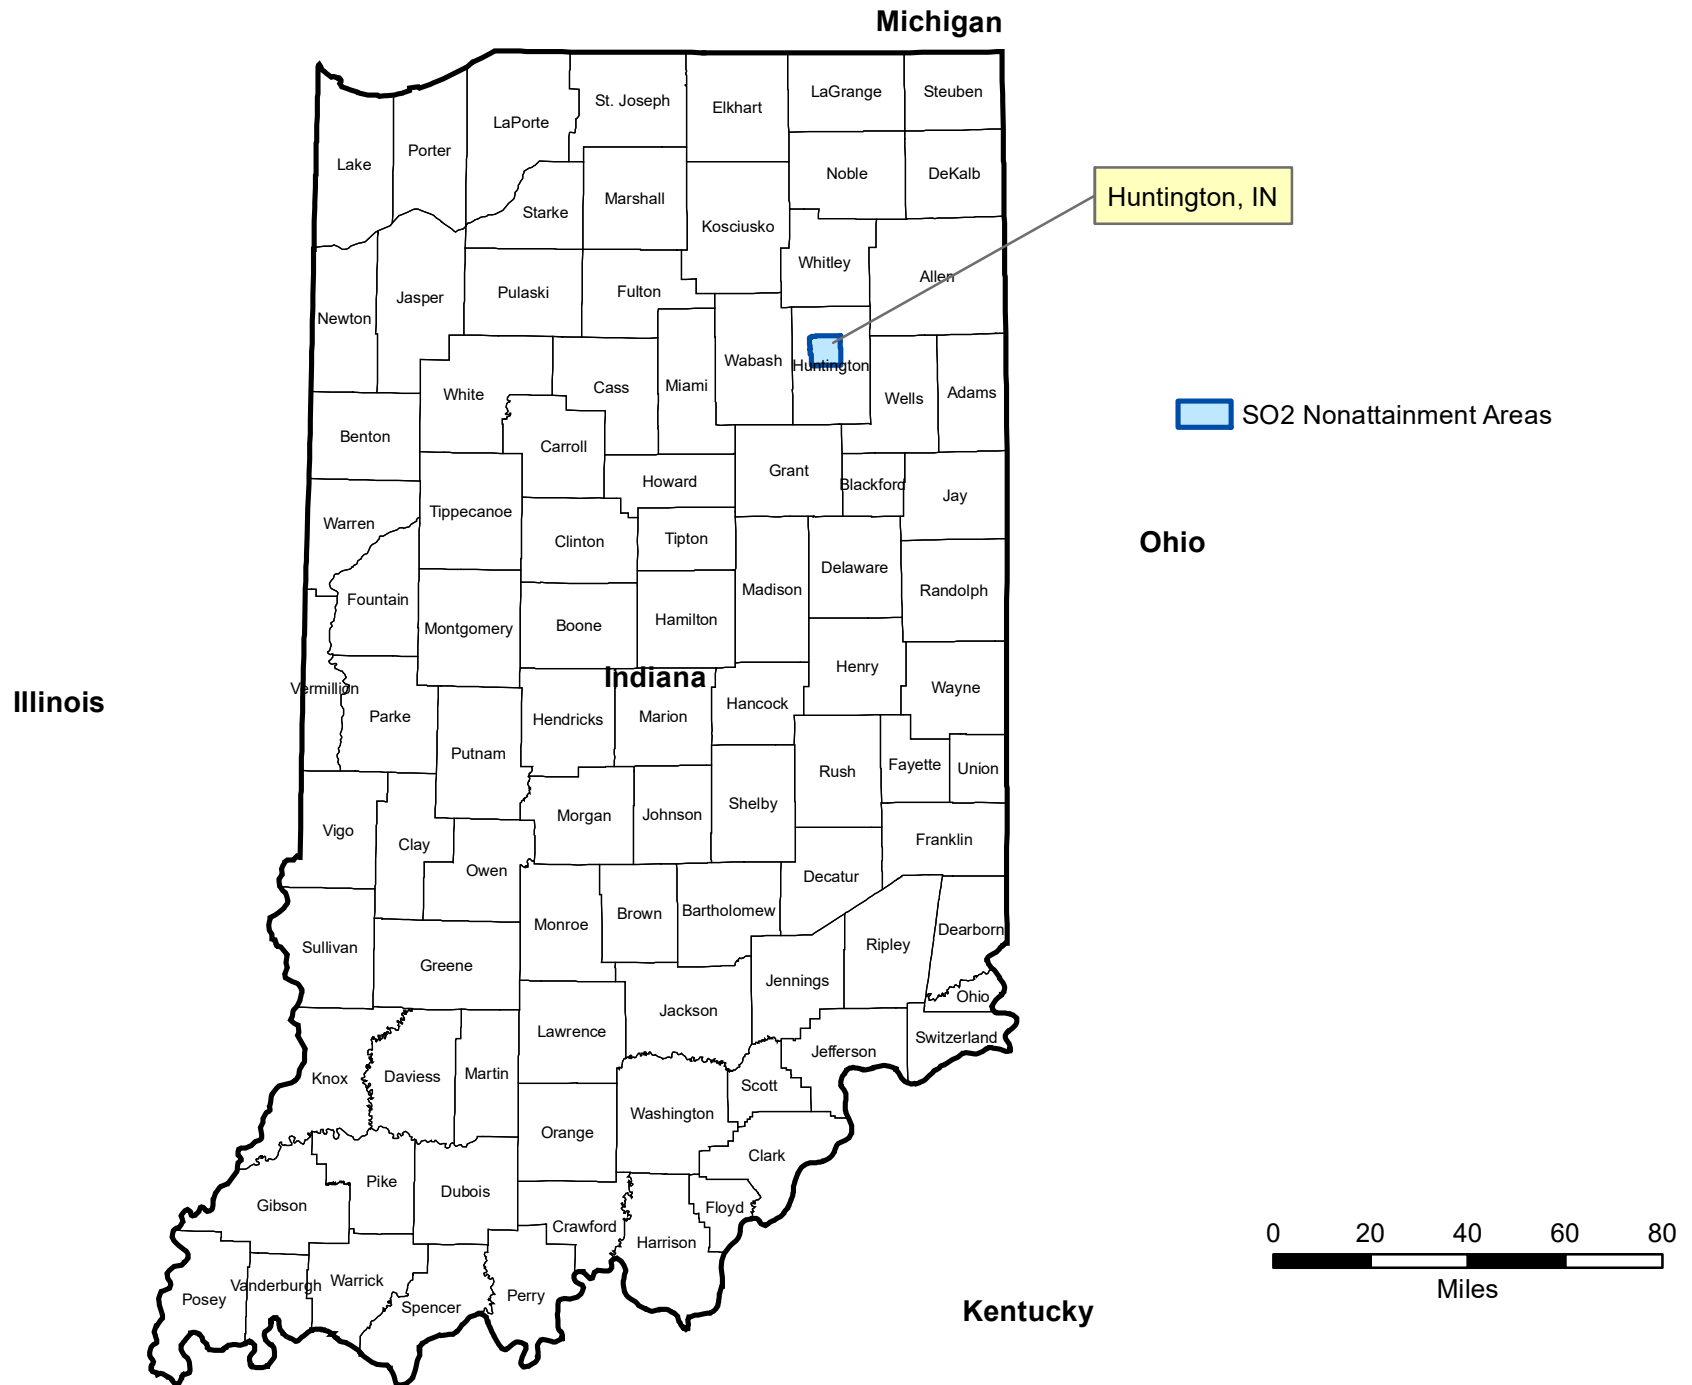 Michigan
LaGrange
Steuben
St. Joseph
Elkhart
LaPorte
Porter
Lake
Noble
DeKalb
Marshall
Starke
Kosciusko
Huntington, IN
Whitley
Allen
Pulaski
Fulton
Jasper
Newton
Wabash
Huntington
Cass
Miami
White
Wells
Adams
SO2 Nonattainment Areas
Benton
Carroll
Grant
Howard
Blackford
Jay
Tippecanoe
Warren
Clinton
Tipton
Ohio
Delaware
Madison
Randolph
Fountain
Montgomery
Boone
Hamilton
Henry
Indiana
Wayne
Vermillion
Illinois
Hancock
Parke
Hendricks
Marion
Putnam
Rush
Fayette
Union
Shelby
Morgan
Johnson
Vigo
Clay
Franklin
Owen
Decatur
Monroe
Brown
Bartholomew
Dearborn
Sullivan
Ripley
Greene
Jennings
Ohio
Jackson
Lawrence
Switzerland
Jefferson
Knox
Daviess
Martin
Scott
Washington
Orange
Clark
Pike
Dubois
Gibson
Floyd
Crawford
Harrison
0 20 40 60 80
Miles
Vanderburgh
Warrick
Posey
Spencer
Perry
Kentucky